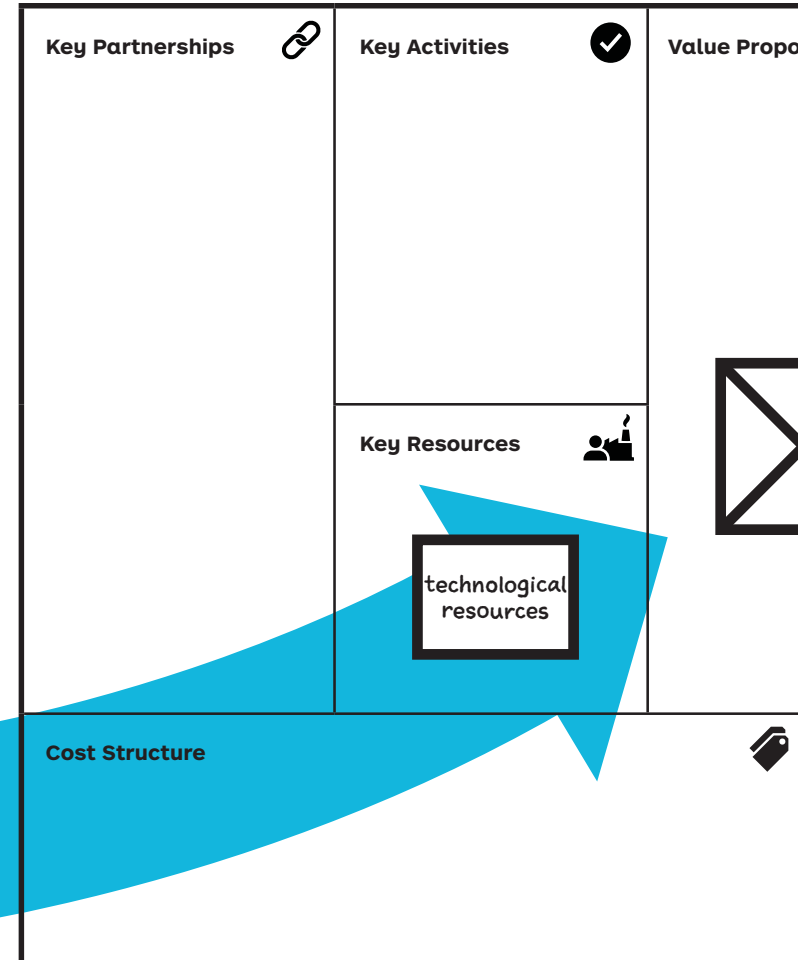 Key Partnerships
Key Activities
Value Propo
Key Resources
technological
resources
Cost Structure